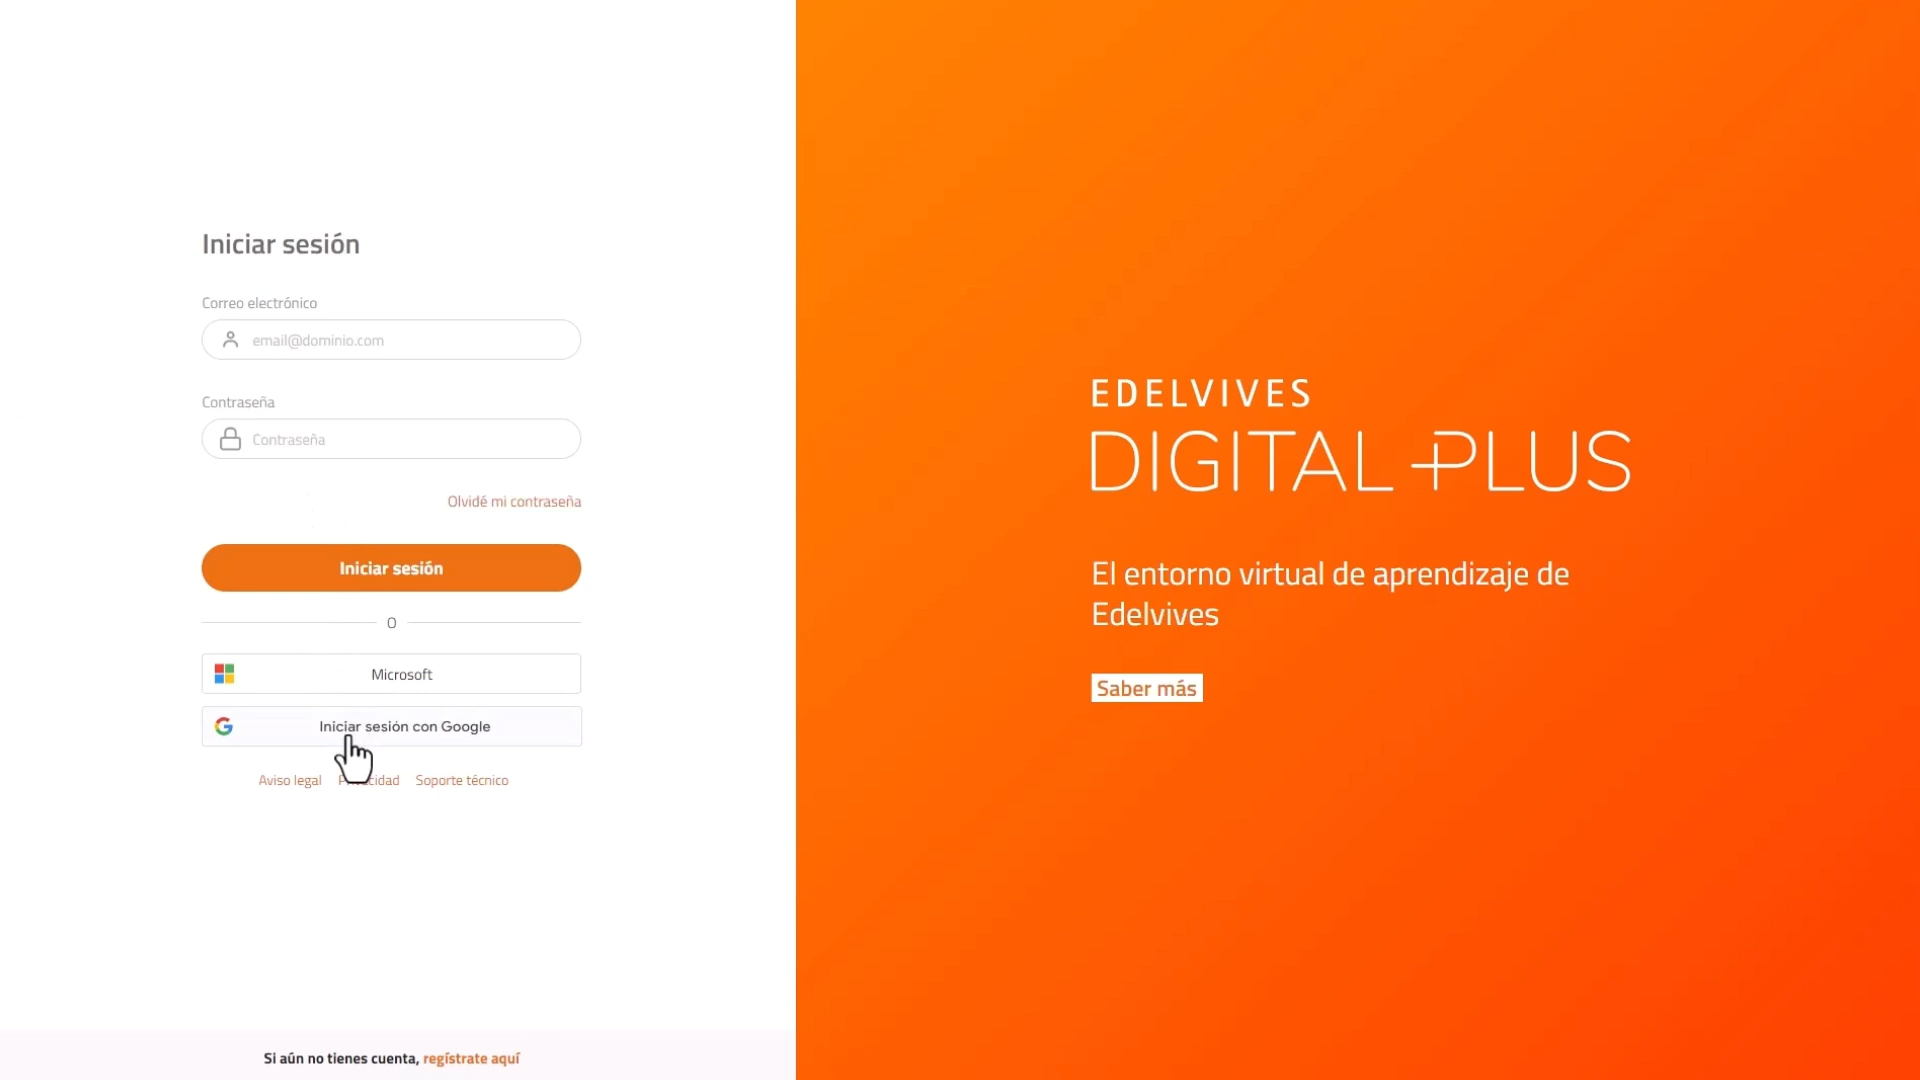 Iniciar sesión
Correo electrónico
email@dominio.com
Contraseña
Contraseña
Olvidé mi contraseña
Iniciar sesión
O
Microsoft
Iniciar sesión con Google
Aviso legal
Soporte técnico
Si aún no tienes cuenta, regístrate aquí
EDELVIVES
DIGITAL PLUS
El entorno virtual de aprendizaje de
Edelvives
Saber más